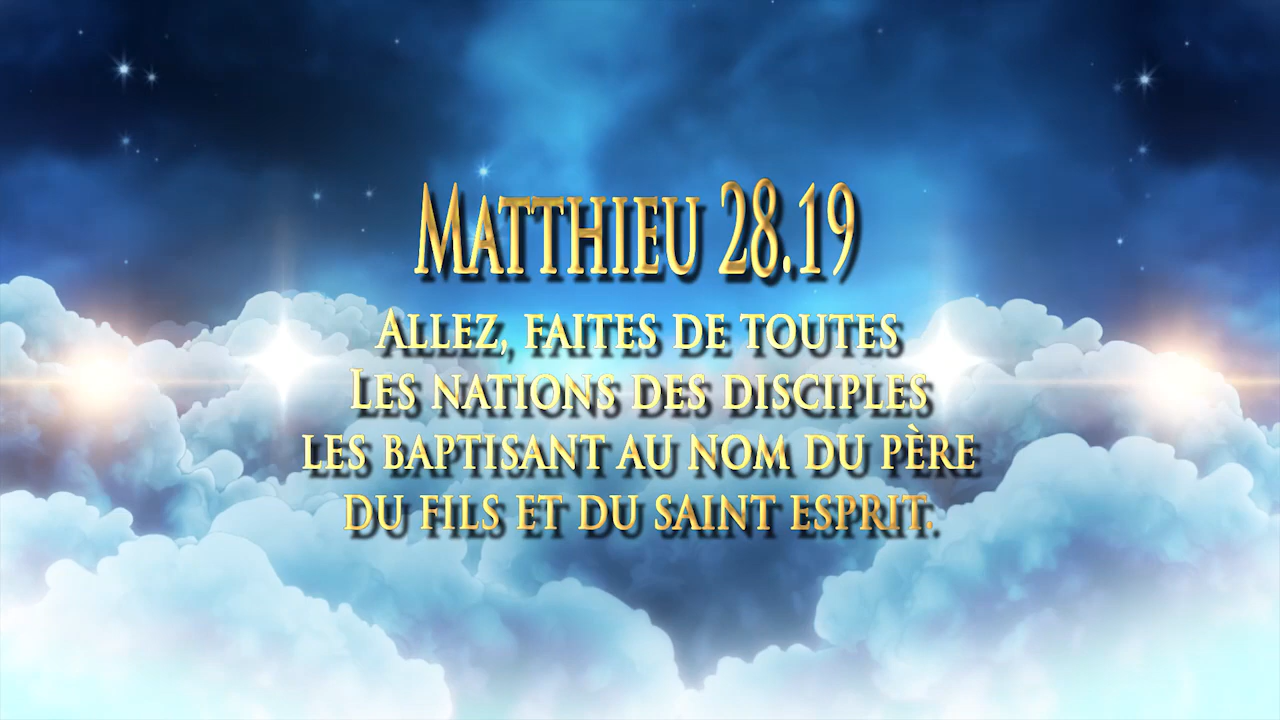 Matthieu 28.19
Allez, faites de toutes
Les nations des disciples
les baptisant au nom du père
du fils et du saint esprit.